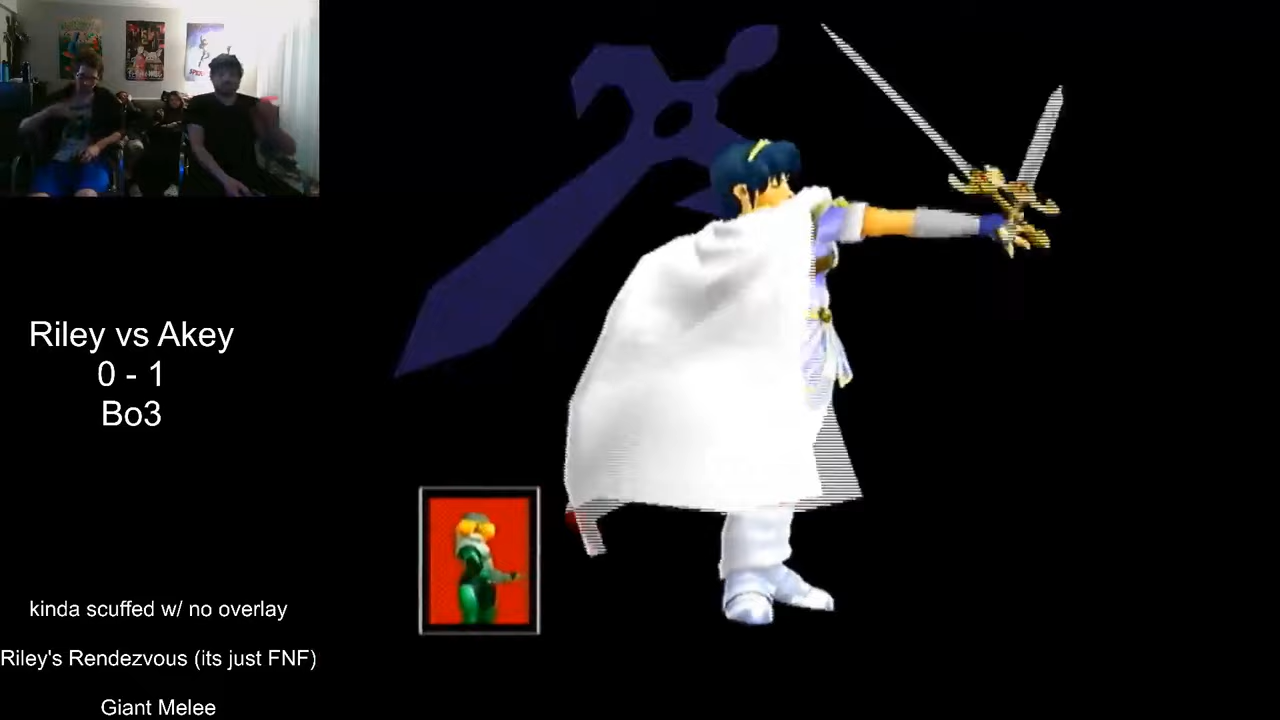 Riley vs Akey
0 - 1
Bo3
kinda scuffed w/ no overlay
Riley's Rendezvous (its just FNF)
Giant Melee